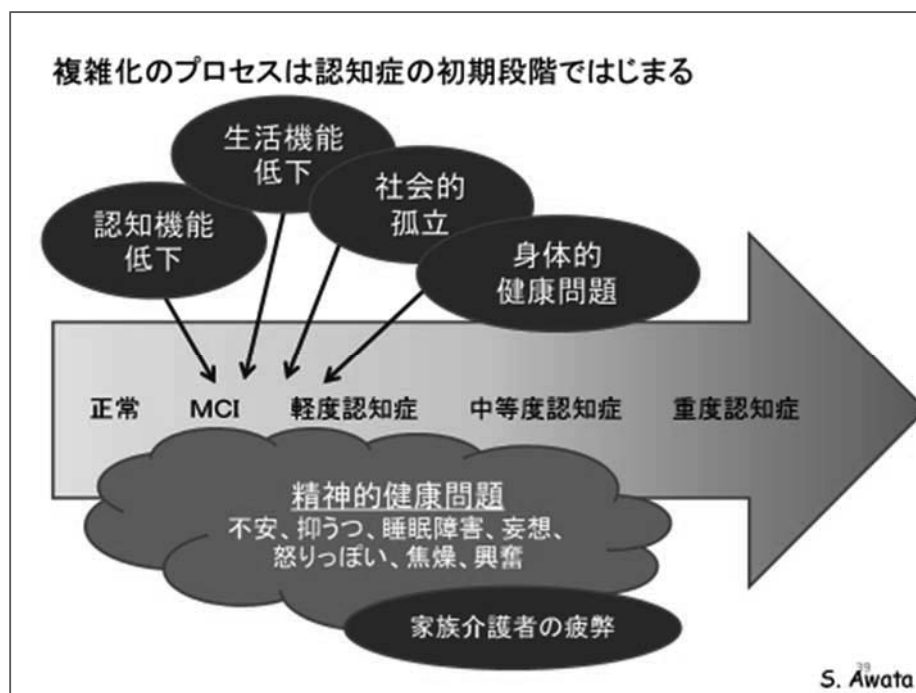 複雑化のプロセスは認知症の初期段階ではじまる
生活機能
低下
社会的
孤立
認知機能
低下
身体的
健康問題
正常 MCI 軽度認知症 中等度認知症 重度認知症
精神的健康問題
不安、抑うつ、睡眠障害、妄想、
怒りっぽい、焦燥、興奮
家族介護者の疲弊
39
S. Awata